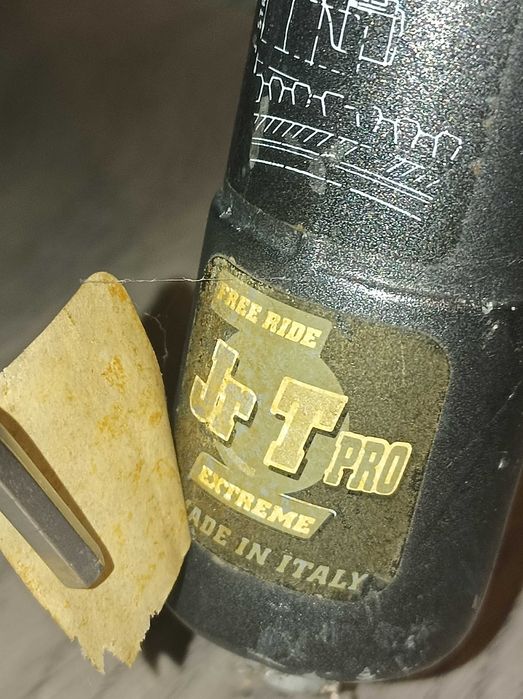 FREE RIDE
Jr T PRO
EXTREME
MADE IN ITALY